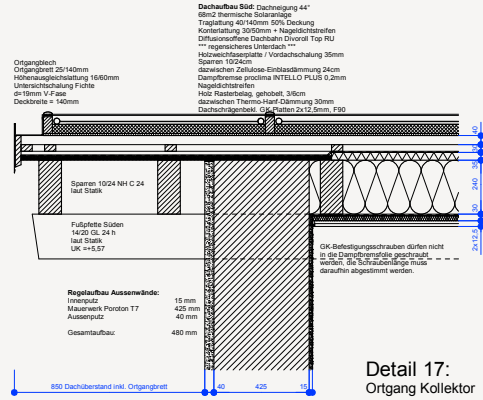 Dachaufbau Süd: Dachneigung 44°
68m2 thermische Solaranlage
Traglattung 40/140mm 50% Deckung
Konterlattung 30/50mm + Nageldichtstreifen
Diffusionsoffene Dachbahn Divoroll Top RU
*** regensicheres Unterdach ***
Holzweichfaserplatte / Vordachschalung 35mm
Sparren 10/24cm
dazwischen Zellulose-Einblasdämmung 24cm
Dampfbremse proclima INTELLO PLUS 0,2mm
Nageldichtstreifen
Holz Rasterbelag, gehobelt, 3/6cm
dazwischen Thermo-Hanf-Dämmung 30mm
Dachschrägenbekl. GK-Platten 2x12,5mm, F90
Ortgangblech
Ortgangbrett 25/140mm
Höhenausgleichslattung 16/60mm
Untersichtschalung Fichte
d=19mm V-Fase
Deckbreite = 140mm
40
30
35
240
30
2x12,5
Sparren 10/24 NH C 24
laut Statik
Fußpfette Süden
14/20 GL 24 h
laut Statik
UK =+5,57
GK-Befestigungsschrauben dürfen nicht
in die Dampfbremsfolie geschraubt
werden, die Schraubenlänge muss
daraufhin abgestimmt werden.
Regelaufbau Aussenwände:
Innenputz 15 mm
Mauerwerk Poroton T7 425 mm
Aussenputz 40 mm
Gesamtaufbau: 480 mm
850 Dachüberstand inkl. Ortgangbrett
40
425
15
Detail 17:
Ortgang Kollektor